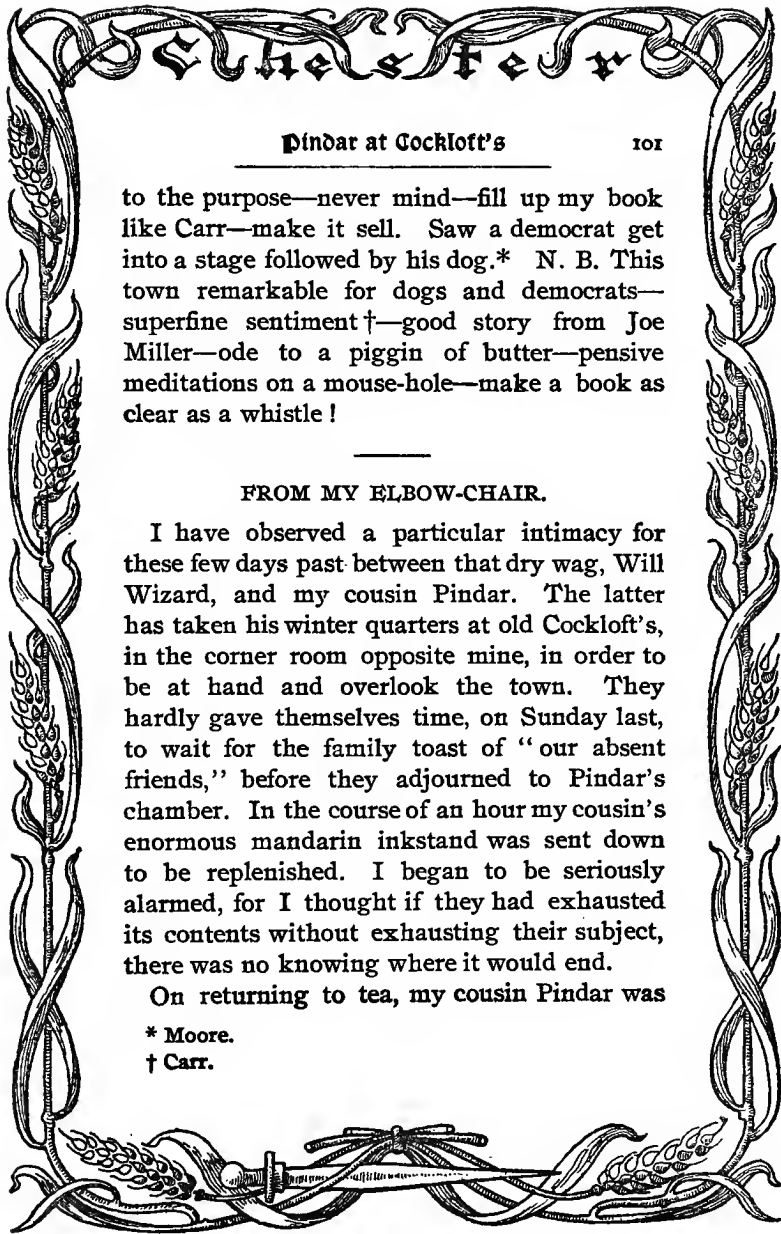 Chester
Pindar at Cockloft's 101
to the purpose—never mind—fill up my book
like Carr—make it sell. Saw a democrat get
into a stage followed by his dog.* N. B. This
town remarkable for dogs and democrats—
superfine sentiment †—good story from Joe
Miller—ode to a piggin of butter—pensive
meditations on a mouse-hole—make a book as
clear as a whistle !
FROM MY ELBOW-CHAIR.
I have observed a particular intimacy for
these few days past between that dry wag, Will
Wizard, and my cousin Pindar. The latter
has taken his winter quarters at old Cockloft's,
in the corner room opposite mine, in order to
be at hand and overlook the town. They
hardly gave themselves time, on Sunday last,
to wait for the family toast of "our absent
friends," before they adjourned to Pindar's
chamber. In the course of an hour my cousin's
enormous mandarin inkstand was sent down
to be replenished. I began to be seriously
alarmed, for I thought if they had exhausted
its contents without exhausting their subject,
there was no knowing where it would end.
On returning to tea, my cousin Pindar was
* Moore.
† Carr.